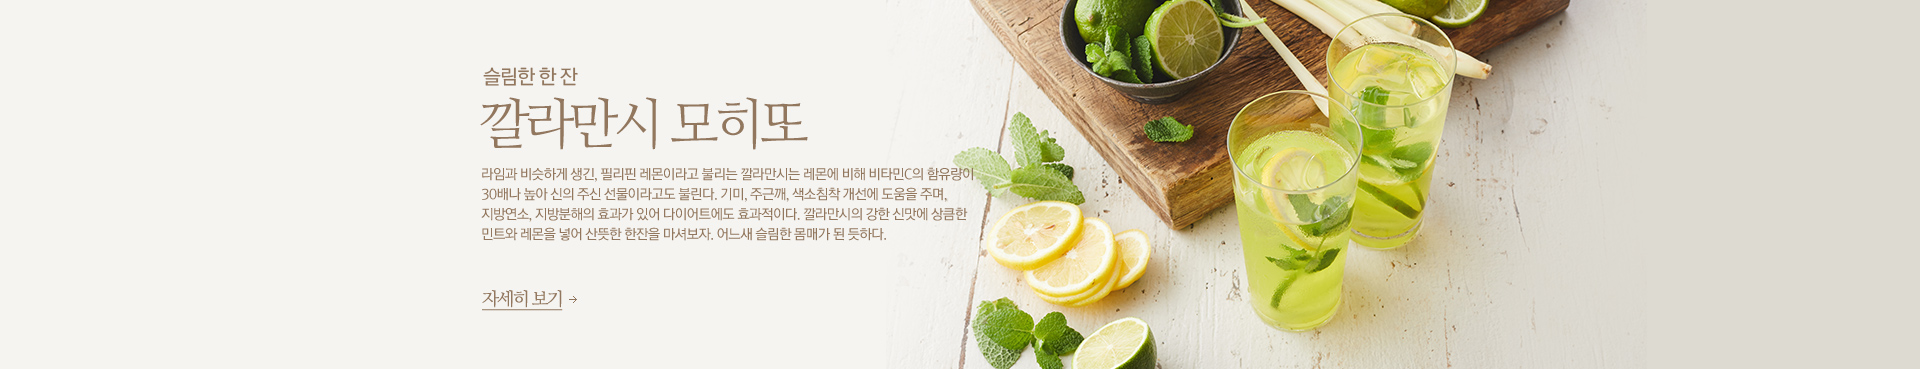 슬림한 한 잔
깔라만시 모히또
라임과 비슷하게 생긴, 필리핀 레몬이라고 불리는 깔라만시는 레몬에 비해 비타민C의 함유량이
30배나 높아 신의 주신 선물이라고도 불린다. 기미, 주근깨, 색소침착 개선에 도움을 주며,
지방연소, 지방분해의 효과가 있어 다이어트에도 효과적이다. 깔라만시의 강한 신맛에 상큼한
민트와 레몬을 넣어 산뜻한 한잔을 마셔보자. 어느새 슬림한 몸매가 된 듯하다.
자세히 보기 →